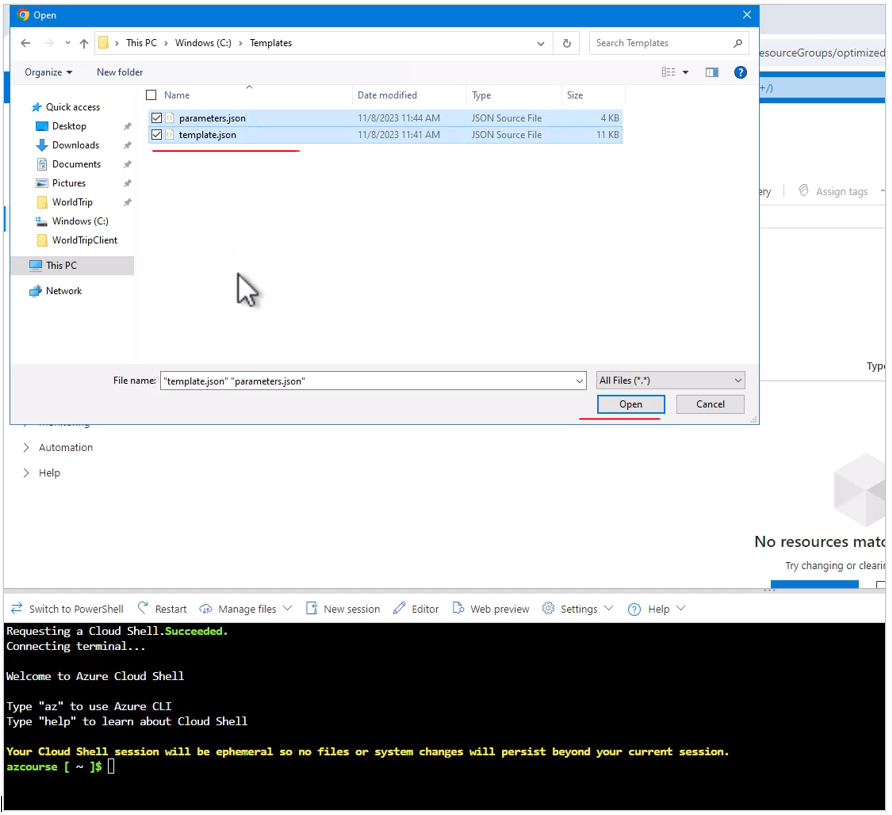 Open
This PC > Windows (C:) > Templates
Search Templates
esourceGroups/optimized
Organize
New folder
+/)
Name
Date modified
Type
Size
Quick access
parameters.json 11/8/2023 11:44 AM JSON Source File 4 KB
Desktop
template.json 11/8/2023 11:41 AM JSON Source File 11 KB
Downloads
Documents
Pictures
ery
Assign tags
WorldTrip
Windows (C:)
WorldTripClient
This PC
Network
Type
File name: "template.json" "parameters.json"
All Files (*.*)
Open
Cancel
Automation
Help
No resources matc
Try changing or clearin
Switch to PowerShell
Restart
Manage files
New session
Editor
Web preview
Settings
Help
Requesting a Cloud Shell.Succeeded.
Connecting terminal...
Welcome to Azure Cloud Shell
Type "az" to use Azure CLI
Type "help" to learn about Cloud Shell
Your Cloud Shell session will be ephemeral so no files or system changes will persist beyond your current session.
azcourse [ ~ ]$